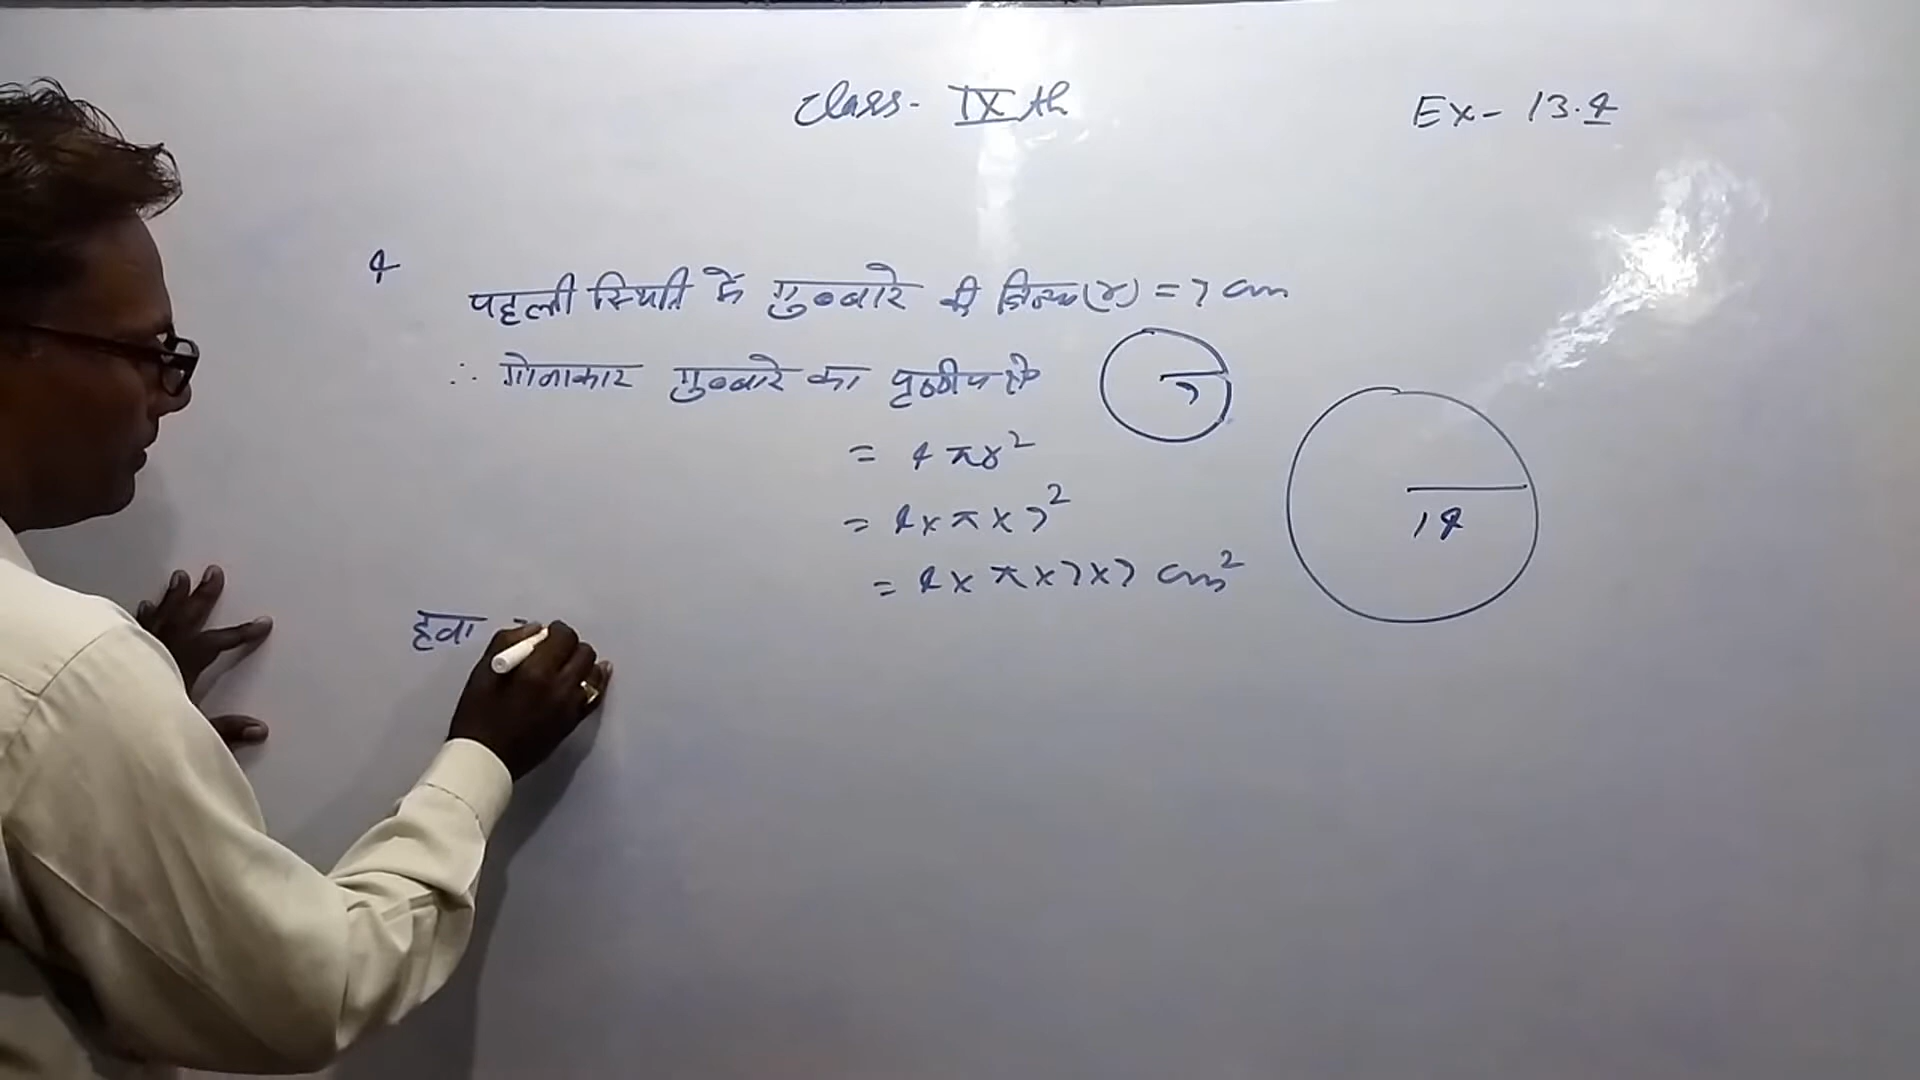 Class- IXth
Ex- 13.4
4
पहली स्थिति में गुब्बारे की त्रिज्या(r) = 7 cm
∴ गोलाकार गुब्बारे का पृष्ठीय क्षे०
7
= 4πr²
= 4×π×7²
= 4×π×7×7 cm²
14
हवा